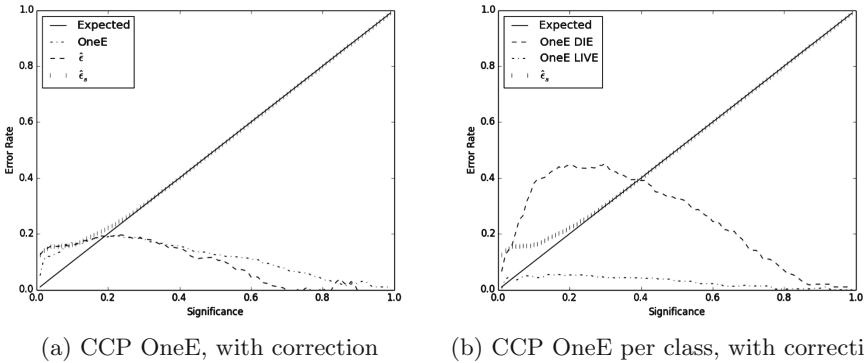 Expected
OneE
ε̂
ε̂s
Error Rate
1.0
0.8
0.6
0.4
0.2
0.0
0.0 0.2 0.4 0.6 0.8 1.0
Significance
(a) CCP OneE, with correction
Expected
OneE DIE
OneE LIVE
ε̂s
Error Rate
1.0
0.8
0.6
0.4
0.2
0.0
0.0 0.2 0.4 0.6 0.8 1.0
Significance
(b) CCP OneE per class, with correcti